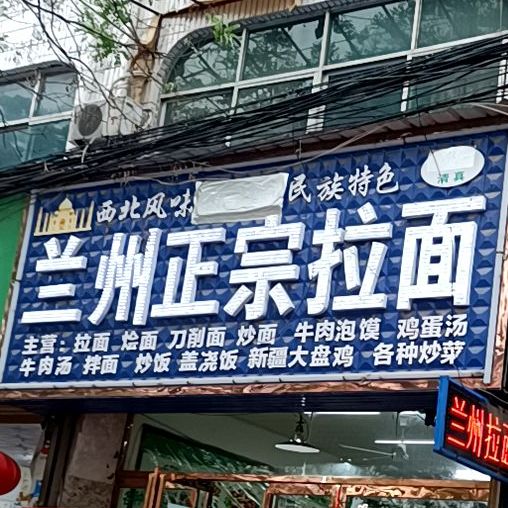 西北风味 民族特色
清真
兰州正宗拉面
主营：拉面 烩面 刀削面 炒面 牛肉泡馍 鸡蛋汤
牛肉汤 拌面 炒饭 盖浇饭 新疆大盘鸡 各种炒菜
兰州拉面